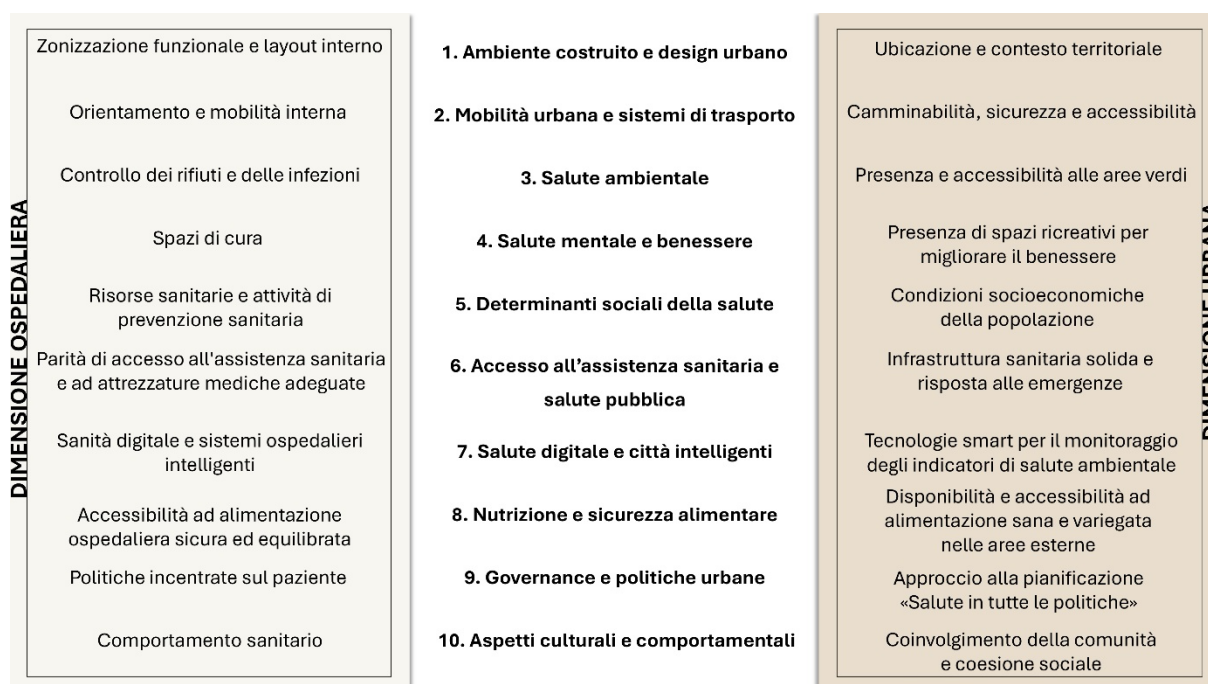 DIMENSIONE OSPEDALIERA
Zonizzazione funzionale e layout interno
Orientamento e mobilità interna
Controllo dei rifiuti e delle infezioni
Spazi di cura
Risorse sanitarie e attività di
prevenzione sanitaria
Parità di accesso all'assistenza sanitaria
e ad attrezzature mediche adeguate
Sanità digitale e sistemi ospedalieri
intelligenti
Accessibilità ad alimentazione
ospedaliera sicura ed equilibrata
Politiche incentrate sul paziente
Comportamento sanitario
1. Ambiente costruito e design urbano
2. Mobilità urbana e sistemi di trasporto
3. Salute ambientale
4. Salute mentale e benessere
5. Determinanti sociali della salute
6. Accesso all’assistenza sanitaria e
salute pubblica
7. Salute digitale e città intelligenti
8. Nutrizione e sicurezza alimentare
9. Governance e politiche urbane
10. Aspetti culturali e comportamentali
Ubicazione e contesto territoriale
Camminabilità, sicurezza e accessibilità
Presenza e accessibilità alle aree verdi
Presenza di spazi ricreativi per
migliorare il benessere
Condizioni socioeconomiche
della popolazione
Infrastruttura sanitaria solida e
risposta alle emergenze
Tecnologie smart per il monitoraggio
degli indicatori di salute ambientale
Disponibilità e accessibilità ad
alimentazione sana e variegata
nelle aree esterne
Approccio alla pianificazione
«Salute in tutte le politiche»
Coinvolgimento della comunità
e coesione sociale
DIMENSIONE URBANA